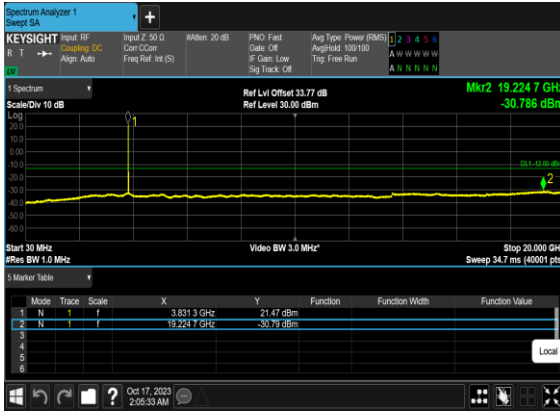 Spectrum Analyzer 1
Swept SA
+
KEYSIGHT
R T
Input: RF
Coupling: DC
Align: Auto
Input Z: 50 Ω
Corr CCorr
Freq Ref: Int (S)
#Atten: 20 dB
PNO: Fast
Gate: Off
IF Gain: Low
Sig Track: Off
Avg Type: Power (RMS)
Avg|Hold: 100/100
Trig: Free Run
1 2 3 4 5 6
A W W W W W
A N N N N N
1 Spectrum
Scale/Div 10 dB
Ref Lvl Offset 33.77 dB
Ref Level 30.00 dBm
Mkr2 19.224 7 GHz
-30.786 dBm
Log
20.0
10.0
0.00
-10.0
-20.0
-30.0
-40.0
-50.0
-60.0
1
DL1 -13.00 dBm
2
Start 30 MHz
#Res BW 1.0 MHz
Video BW 3.0 MHz*
Stop 20.000 GH
Sweep 34.7 ms (40001 pts
5 Marker Table
Mode Trace Scale X Y Function Function Width Function Value
1 N 1 f 3.831 3 GHz 21.47 dBm
2 N 1 f 19.224 7 GHz -30.79 dBm
3
4
5
6
Local
?
Oct 17, 2023
2:05:33 AM